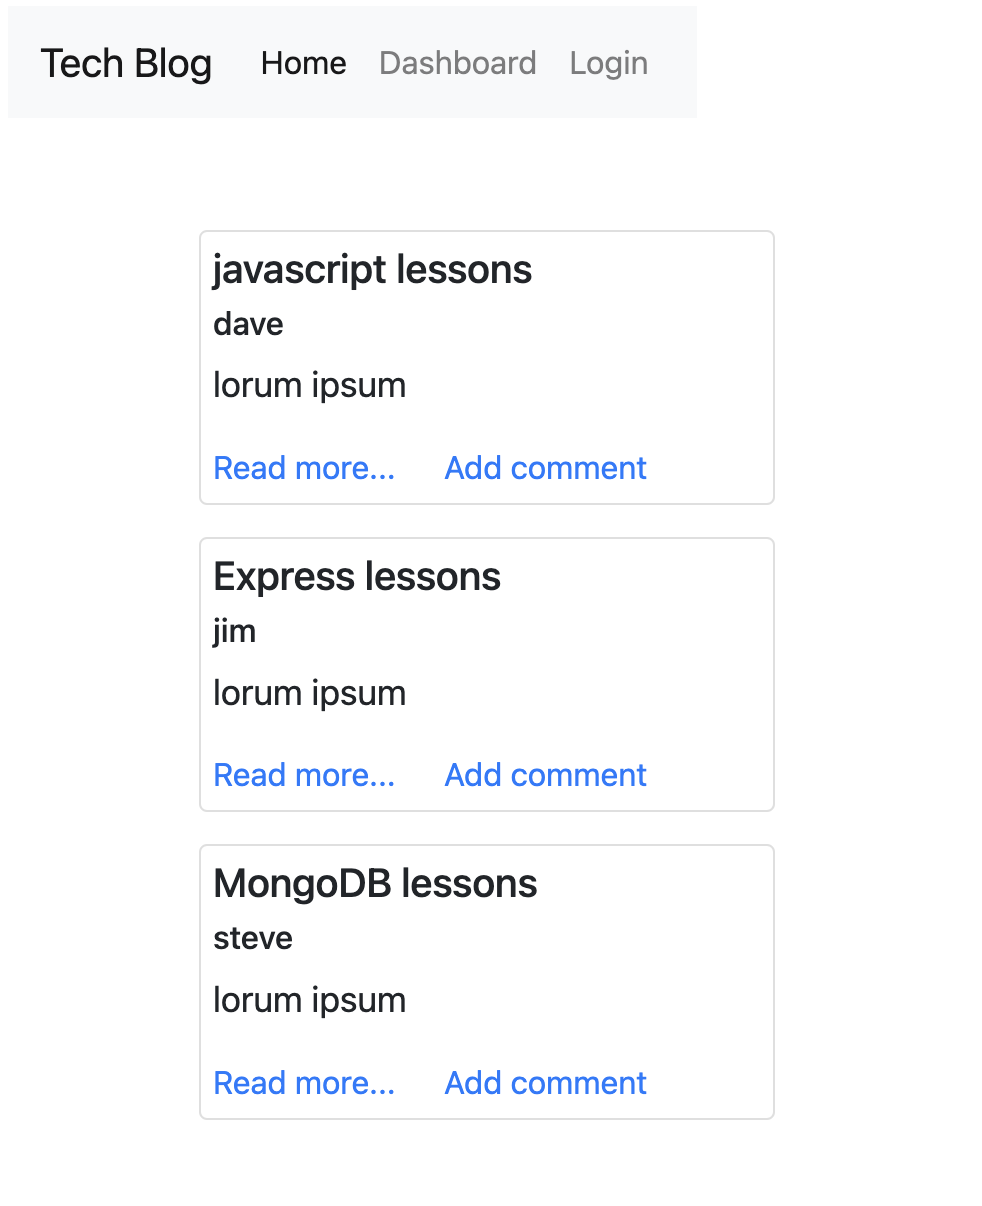 Tech Blog Home Dashboard Login
javascript lessons
dave
lorum ipsum
Read more... Add comment
Express lessons
jim
lorum ipsum
Read more... Add comment
MongoDB lessons
steve
lorum ipsum
Read more... Add comment